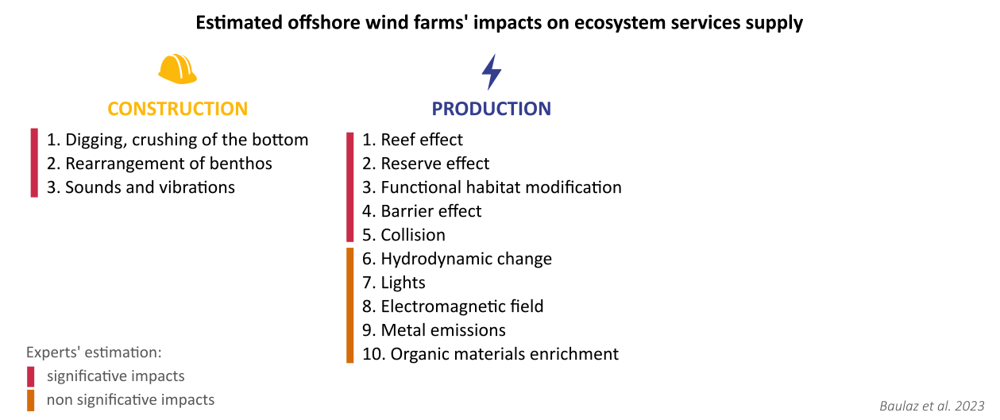 Estimated offshore wind farms' impacts on ecosystem services supply
CONSTRUCTION
1. Digging, crushing of the bottom
2. Rearrangement of benthos
3. Sounds and vibrations
PRODUCTION
1. Reef effect
2. Reserve effect
3. Functional habitat modification
4. Barrier effect
5. Collision
6. Hydrodynamic change
7. Lights
8. Electromagnetic field
9. Metal emissions
10. Organic materials enrichment
Experts' estimation:
significative impacts
non significative impacts
Baulaz et al. 2023